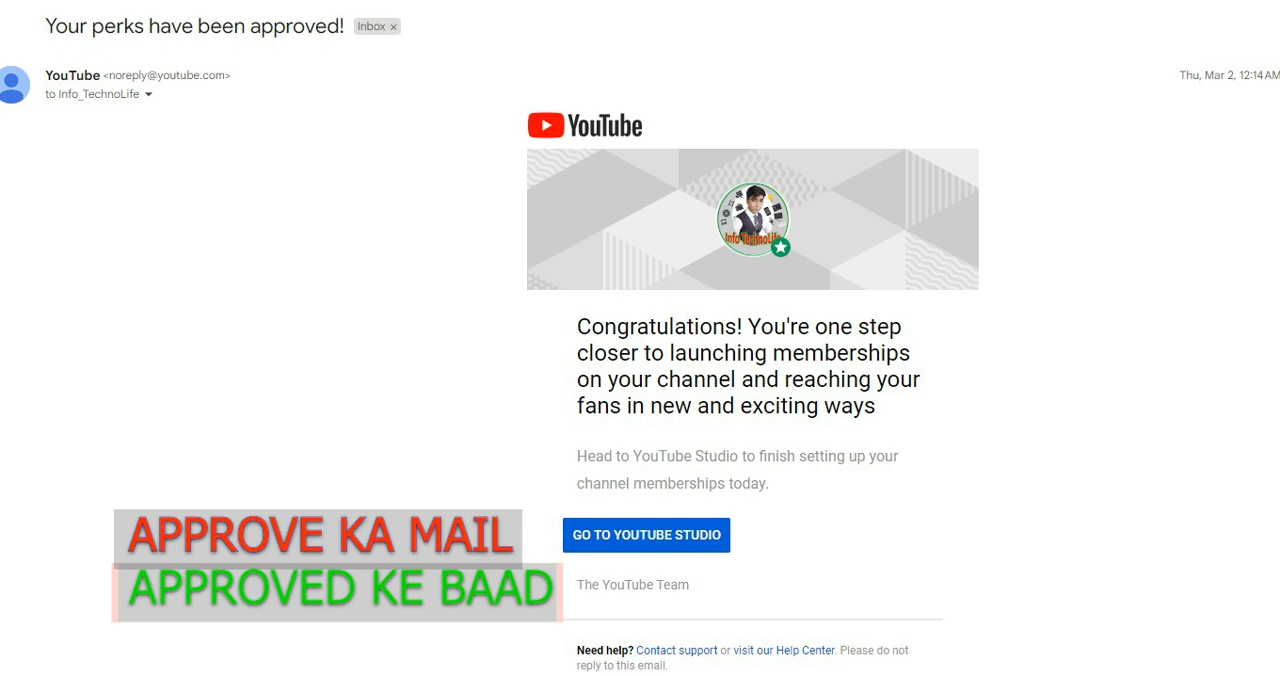 Your perks have been approved! Inbox ×
YouTube <noreply@youtube.com> Thu, Mar 2, 12:14 AM
to Info_TechnoLife
YouTube
Info TechnoLife
Congratulations! You're one step
closer to launching memberships
on your channel and reaching your
fans in new and exciting ways
Head to YouTube Studio to finish setting up your
channel memberships today.
GO TO YOUTUBE STUDIO
APPROVE KA MAIL
APPROVED KE BAAD
The YouTube Team
Need help? Contact support or visit our Help Center. Please do not
reply to this email.